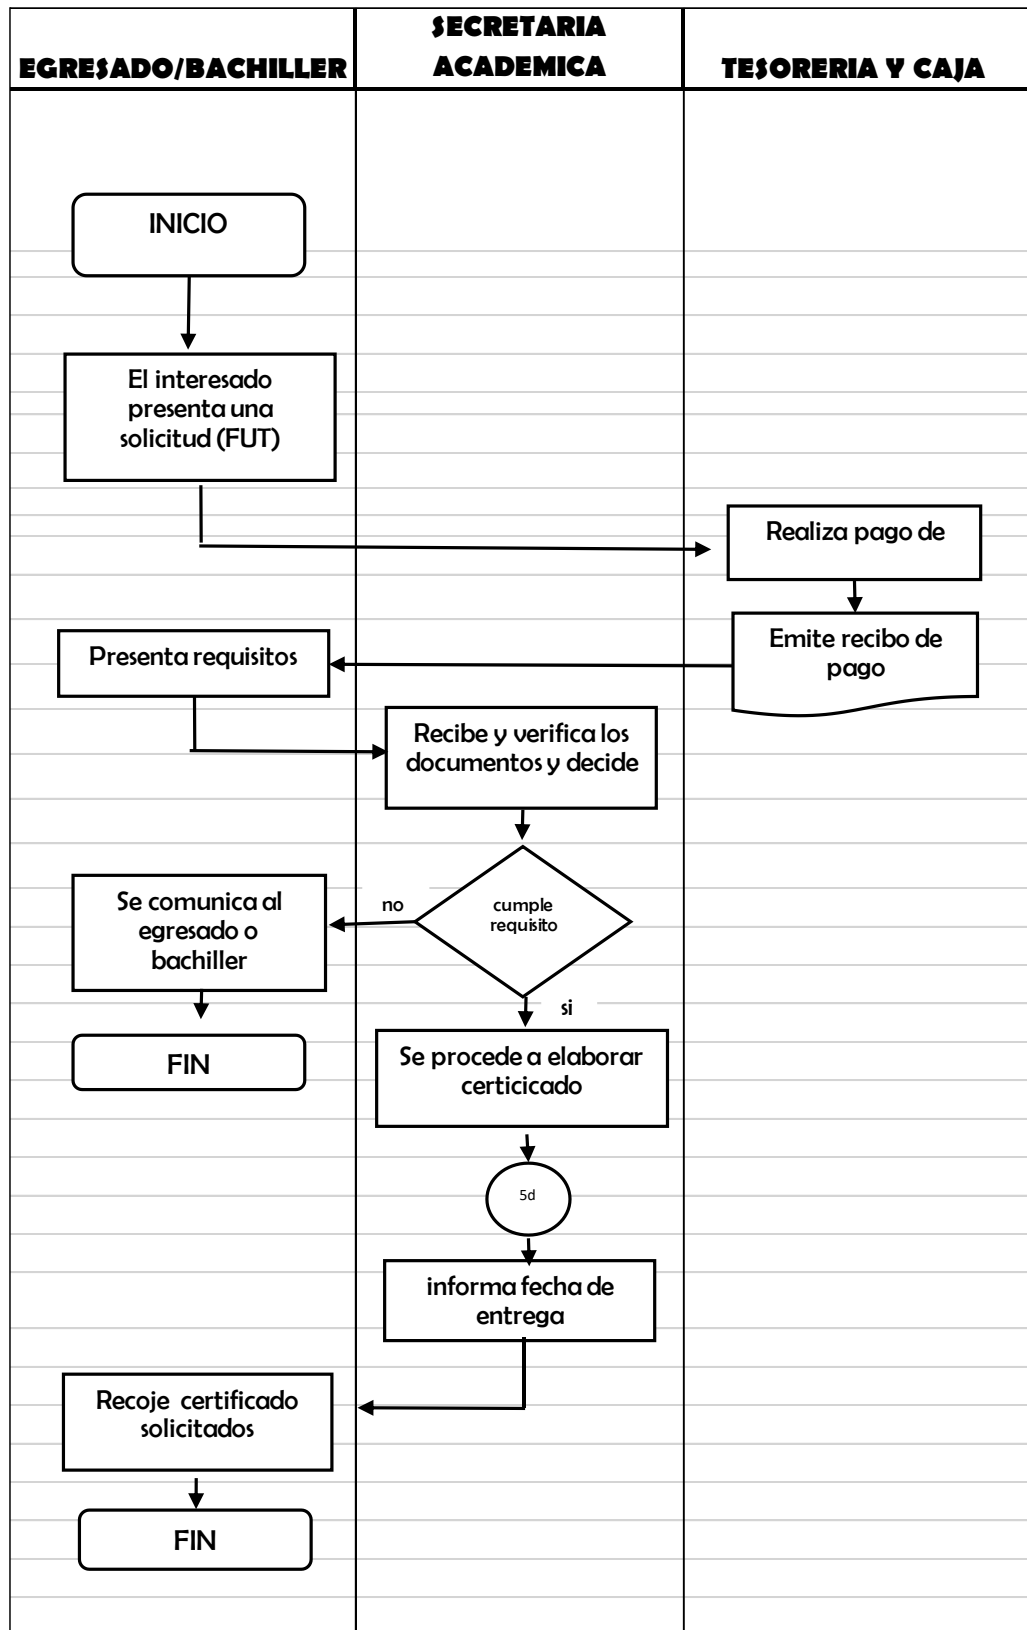 EGRESADO/BACHILLER
SECRETARIA
ACADEMICA
TESORERIA Y CAJA
INICIO
El interesado
presenta una
solicitud (FUT)
Realiza pago de
Emite recibo de
pago
Presenta requisitos
Recibe y verifica los
documentos y decide
cumple
requisito
no
Se comunica al
egresado o
bachiller
FIN
si
Se procede a elaborar
certicicado
5d
informa fecha de
entrega
Recoje certificado
solicitados
FIN